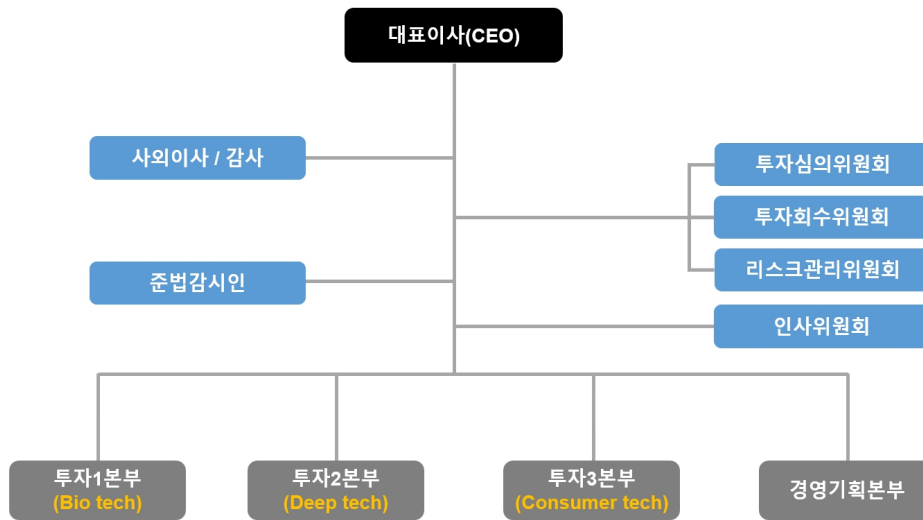 대표이사(CEO)
사외이사 / 감사
투자심의위원회
투자회수위원회
준법감시인
리스크관리위원회
인사위원회
투자1본부
(Bio tech)
투자2본부
(Deep tech)
투자3본부
(Consumer tech)
경영기획본부